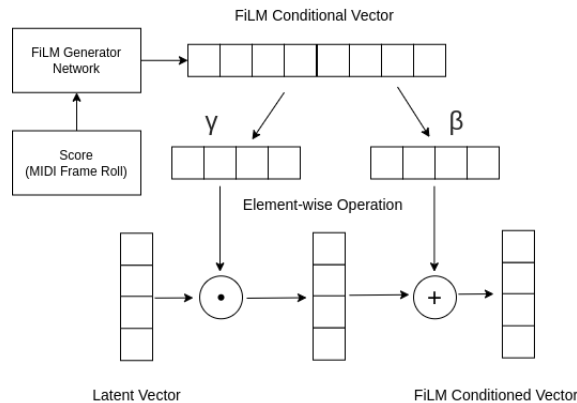 FiLM Conditional Vector
FiLM Generator
Network
Score
(MIDI Frame Roll)
γ
β
Element-wise Operation
Latent Vector
FiLM Conditioned Vector